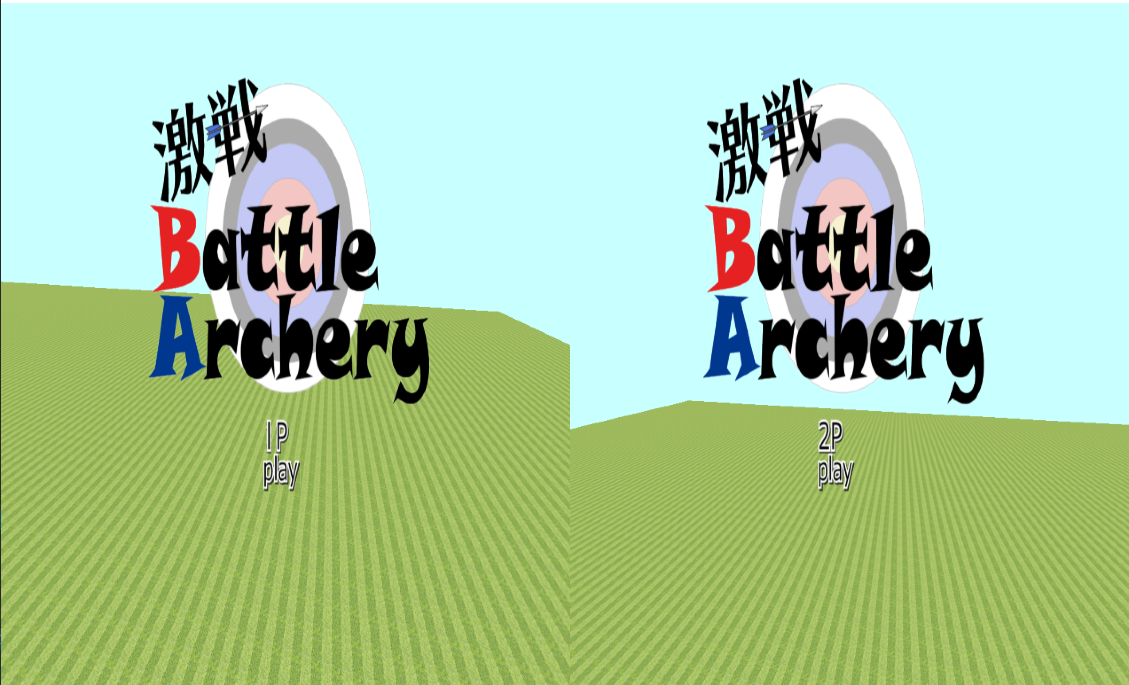 激戦
Battle
Archery
1P
play
激戦
Battle
Archery
2P
play